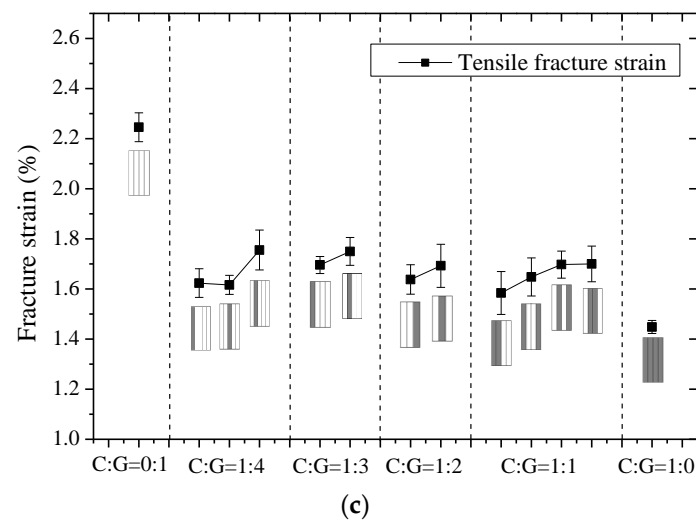 2.6
2.4
2.2
2.0
1.8
1.6
1.4
1.2
1.0
Fracture strain (%)
Tensile fracture strain
C:G=0:1 C:G=1:4 C:G=1:3 C:G=1:2 C:G=1:1 C:G=1:0
(c)